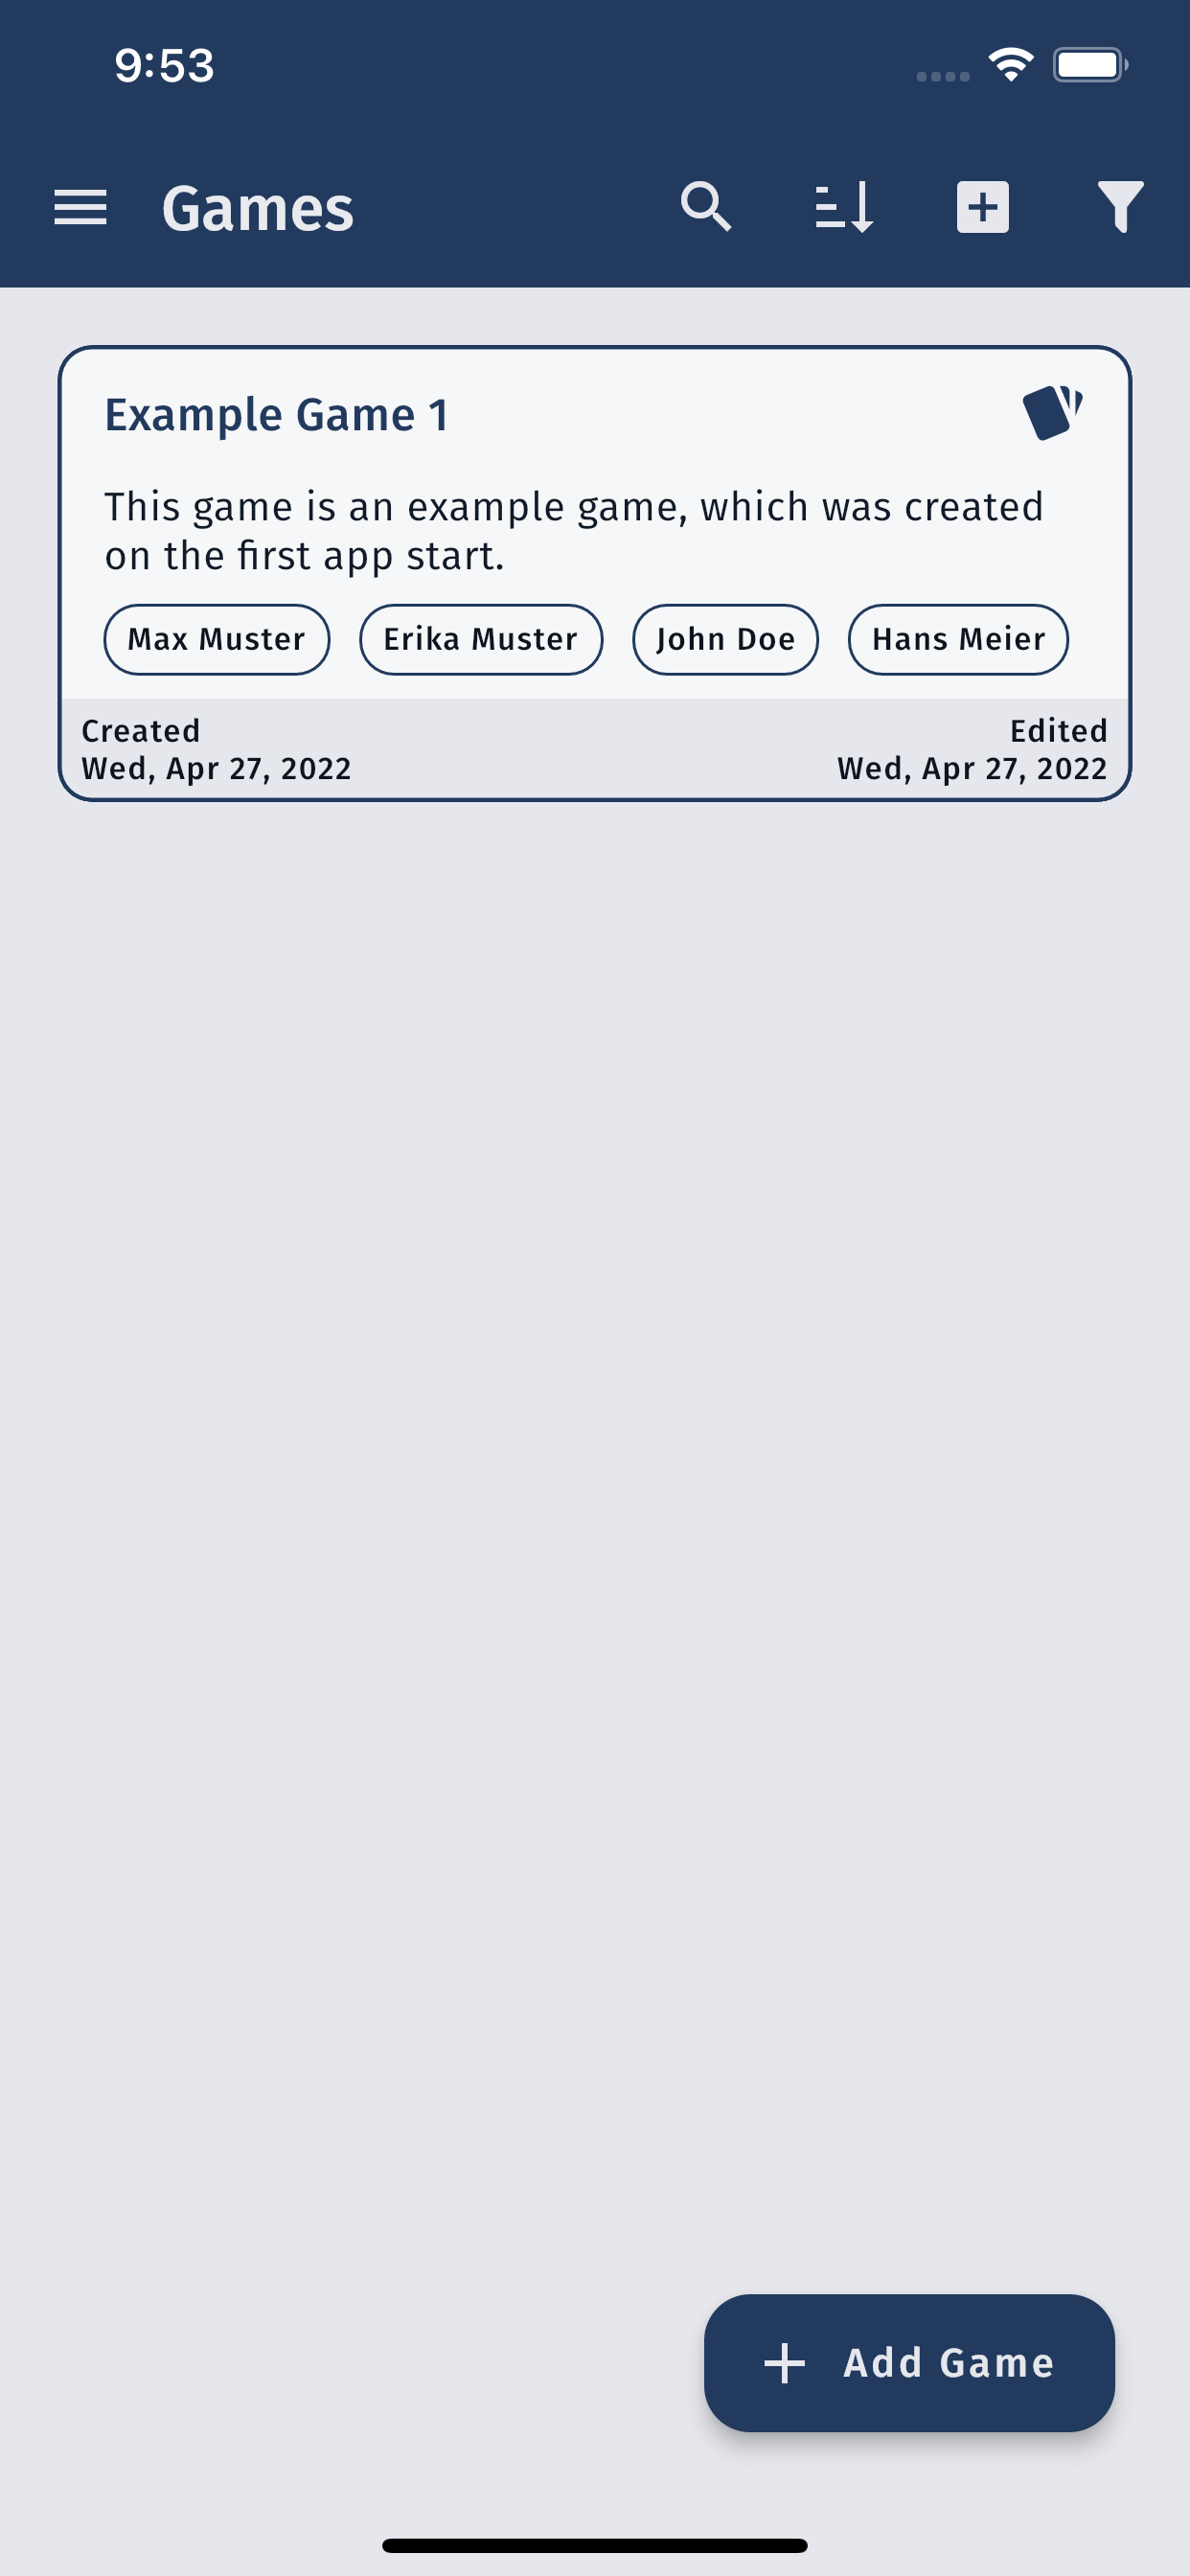 9:53
Games
Example Game 1
This game is an example game, which was created
on the first app start.
Max Muster Erika Muster John Doe Hans Meier
Created Edited
Wed, Apr 27, 2022 Wed, Apr 27, 2022
Add Game